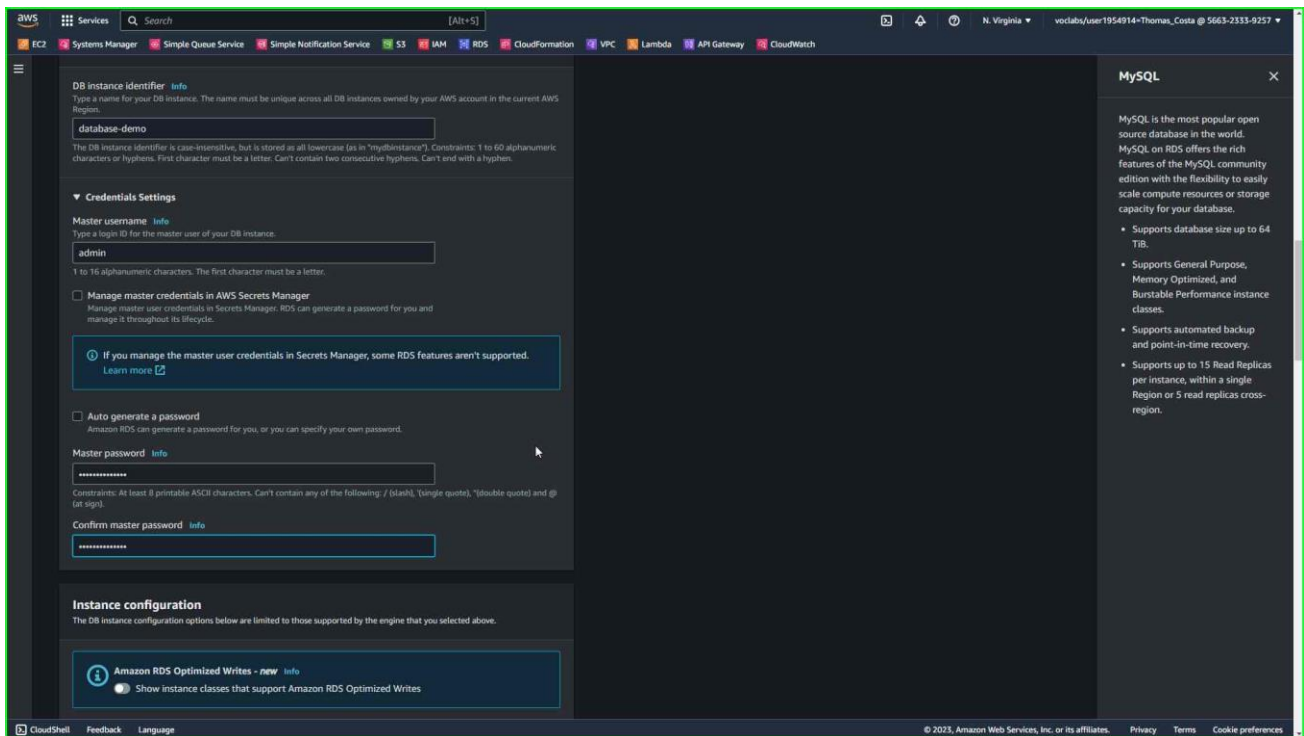 aws
Services
Search
[Alt+S]
N. Virginia
voclabs/user1954914=Thomas_Costa @ 5663-2333-9257
EC2
Systems Manager
Simple Queue Service
Simple Notification Service
S3
IAM
RDS
CloudFormation
VPC
Lambda
API Gateway
CloudWatch
DB instance identifier Info
Type a name for your DB instance. The name must be unique across all DB instances owned by your AWS account in the current AWS
Region.
database-demo
The DB instance identifier is case-insensitive, but is stored as all lowercase (as in "mydbinstance"). Constraints: 1 to 60 alphanumeric
characters or hyphens. First character must be a letter. Can't contain two consecutive hyphens. Can't end with a hyphen.
Credentials Settings
Master username Info
Type a login ID for the master user of your DB instance.
admin
1 to 16 alphanumeric characters. The first character must be a letter.
Manage master credentials in AWS Secrets Manager
Manage master user credentials in Secrets Manager. RDS can generate a password for you and
manage it throughout its lifecycle.
If you manage the master user credentials in Secrets Manager, some RDS features aren't supported.
Learn more
Auto generate a password
Amazon RDS can generate a password for you, or you can specify your own password.
Master password Info
••••••••••••••
Constraints: At least 8 printable ASCII characters. Can't contain any of the following: / (slash), '(single quote), "(double quote) and @
(at sign).
Confirm master password Info
••••••••••••••
Instance configuration
The DB instance configuration options below are limited to those supported by the engine that you selected above.
Amazon RDS Optimized Writes - new Info
Show instance classes that support Amazon RDS Optimized Writes
MySQL
MySQL is the most popular open
source database in the world.
MySQL on RDS offers the rich
features of the MySQL community
edition with the flexibility to easily
scale compute resources or storage
capacity for your database.
• Supports database size up to 64
TiB.
• Supports General Purpose,
Memory Optimized, and
Burstable Performance instance
classes.
• Supports automated backup
and point-in-time recovery.
• Supports up to 15 Read Replicas
per instance, within a single
Region or 5 read replicas cross-
region.
CloudShell
Feedback
Language
© 2023, Amazon Web Services, Inc. or its affiliates.
Privacy
Terms
Cookie preferences